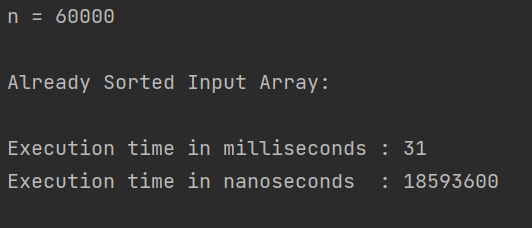 n = 60000
Already Sorted Input Array:
Execution time in milliseconds : 31
Execution time in nanoseconds  : 18593600